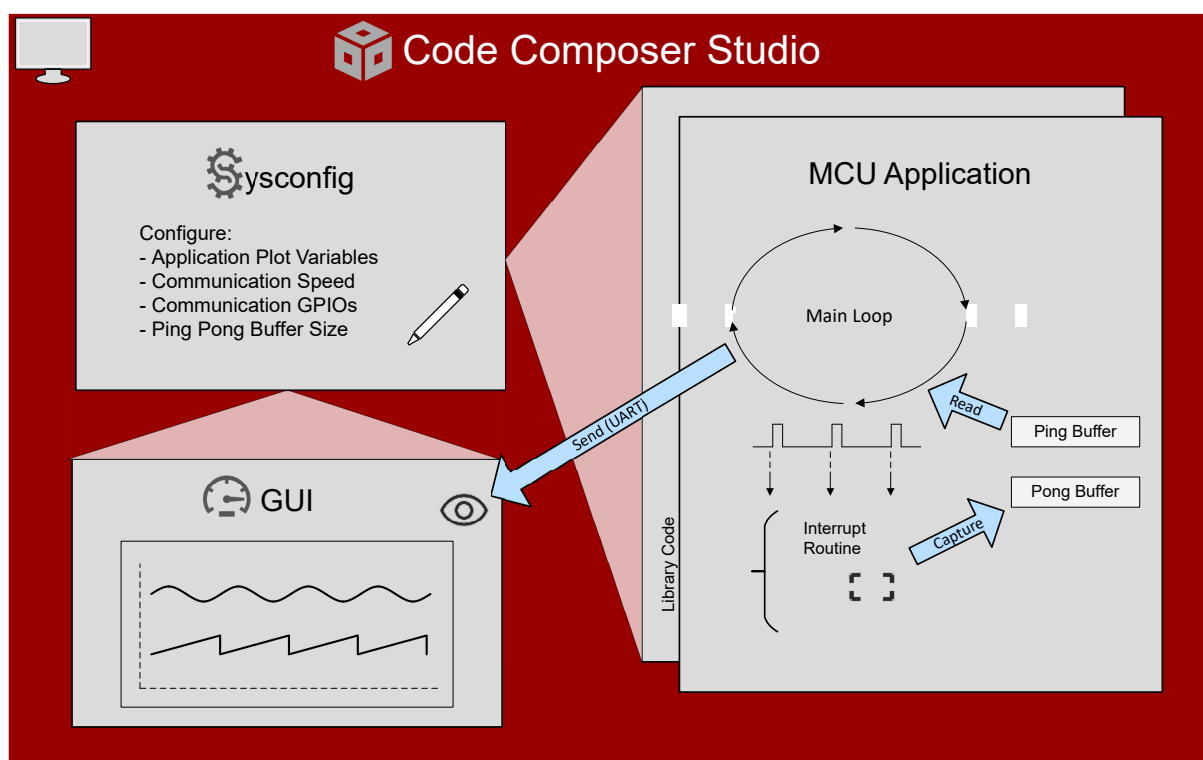 Code Composer Studio
Sysconfig
Configure:
- Application Plot Variables
- Communication Speed
- Communication GPIOs
- Ping Pong Buffer Size
GUI
Send (UART)
Library Code
MCU Application
Main Loop
Read
Ping Buffer
Pong Buffer
Interrupt
Routine
Capture